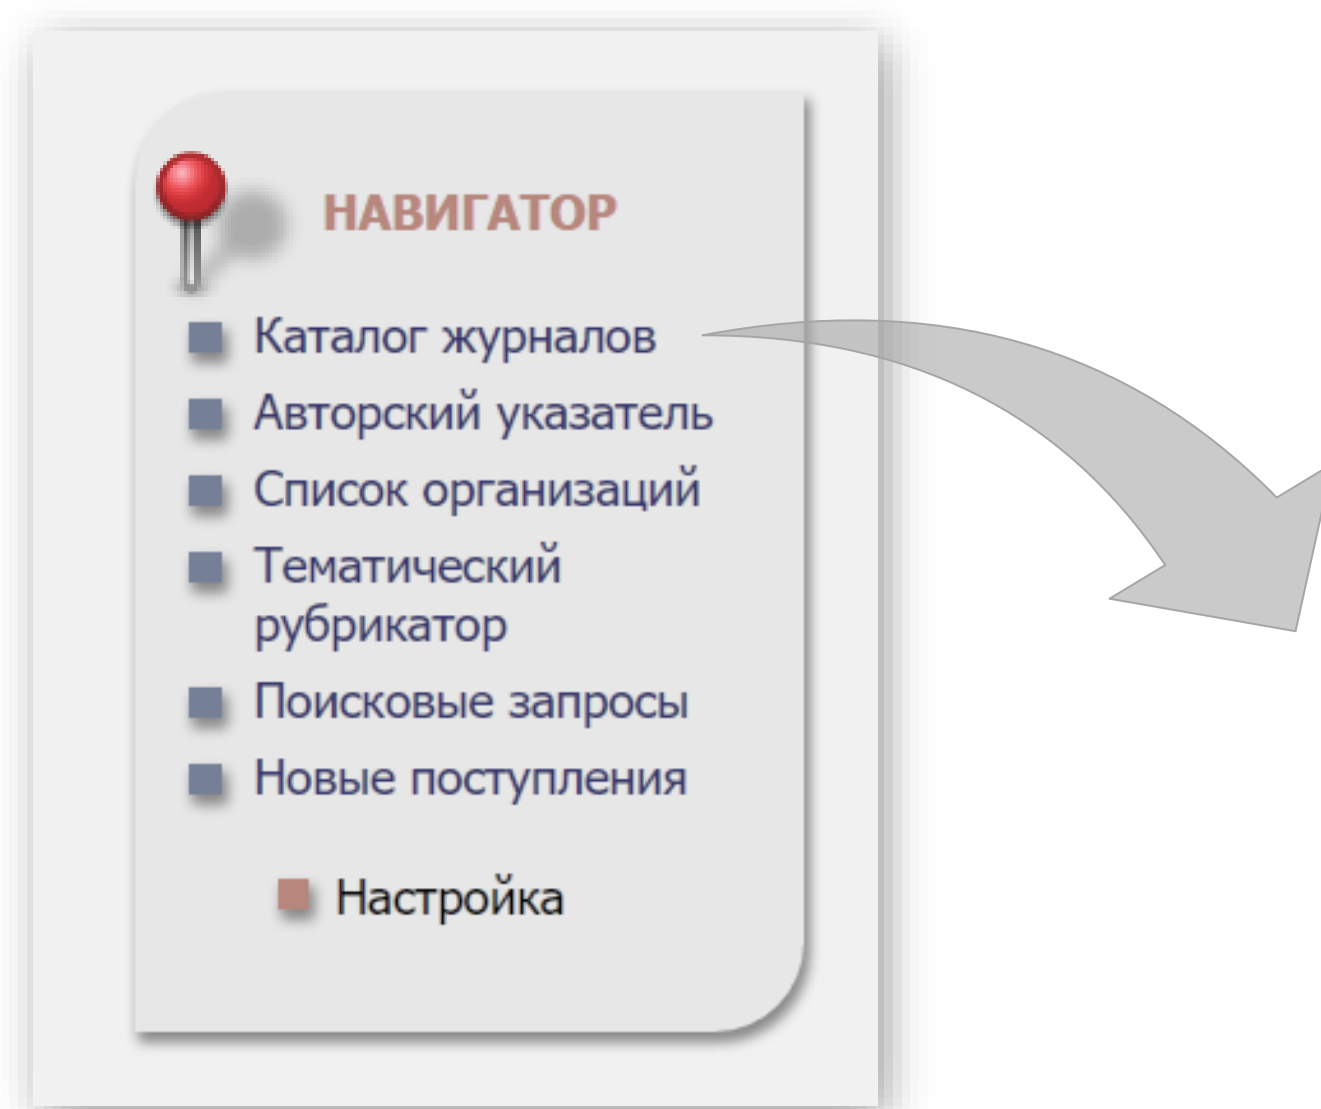 НАВИГАТОР
Каталог журналов
Авторский указатель
Список организаций
Тематический
рубрикатор
Поисковые запросы
Новые поступления
Настройка